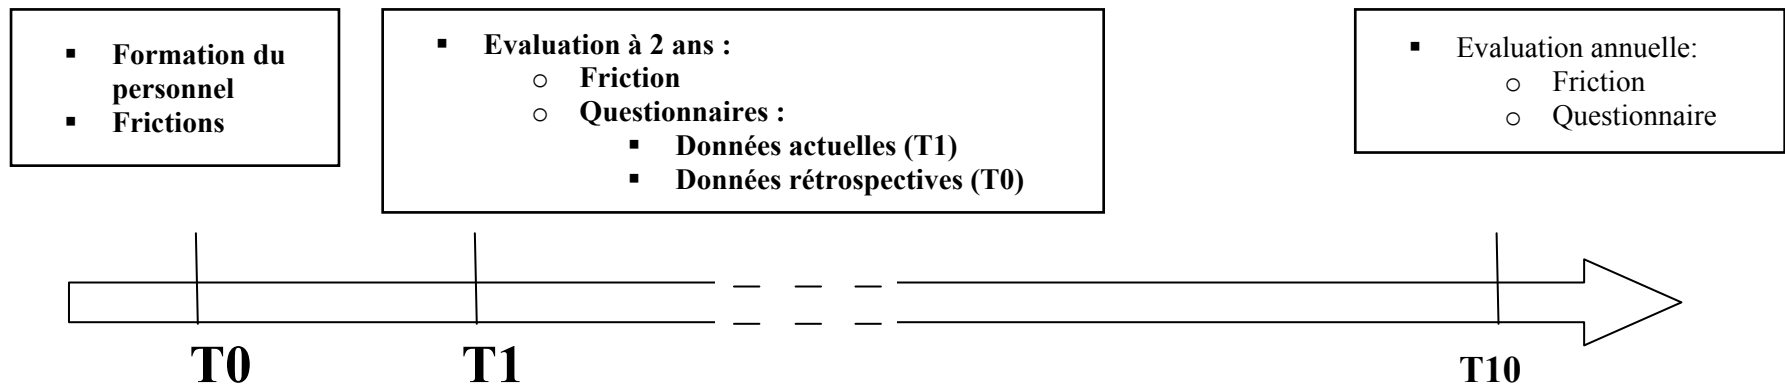 ▪ Formation du
personnel
▪ Frictions
▪ Evaluation à 2 ans :
o Friction
o Questionnaires :
▪ Données actuelles (T1)
▪ Données rétrospectives (T0)
▪ Evaluation annuelle:
o Friction
o Questionnaire
T0
T1
T10